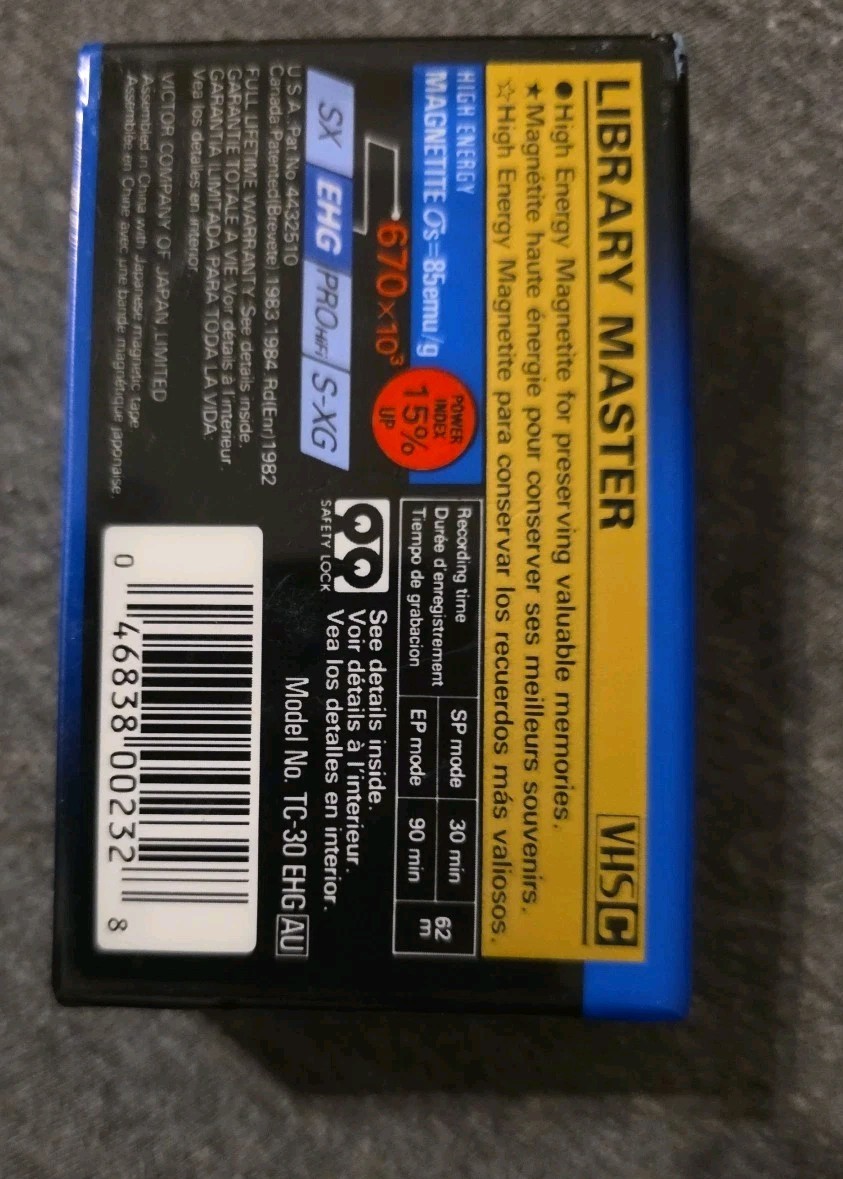 LIBRARY MASTER
VHS C
●High Energy Magnetite for preserving valuable memories.
★Magnétite haute énergie pour conserver ses meilleurs souvenirs.
☆High Energy Magnetite para conservar los recuerdos más valiosos.
HIGH ENERGY
MAGNETITE σs=85emu/g
POWER
INDEX
15%
UP
670×10³
SX EHG PROHiFi S-XG
Recording time
Durée d'enregistrement
Tiempo de grabacion
SP mode 30 min
EP mode 90 min
62
m
SAFETY LOCK
See details inside.
Voir détails à l'interieur.
Vea los detalles en interior.
Model No. TC-30 EHG AU
U.S.A. Pat No 4432510
Canada Patented(Breveté) 1983.1984 Rd(Enr)1982
FULL LIFETIME WARRANTY·See details inside.
GARANTIE TOTALE A VIE·Voir détails à l'interieur.
GARANTIA ILIMITADA PARA TODA LA VIDA·
Vea los detalles en interior.
VICTOR COMPANY OF JAPAN, LIMITED
Assembled in China with Japanese magnetic tape.
Assemblée en Chine avec une bande magnétique japonaise.
0 46838 00232 8